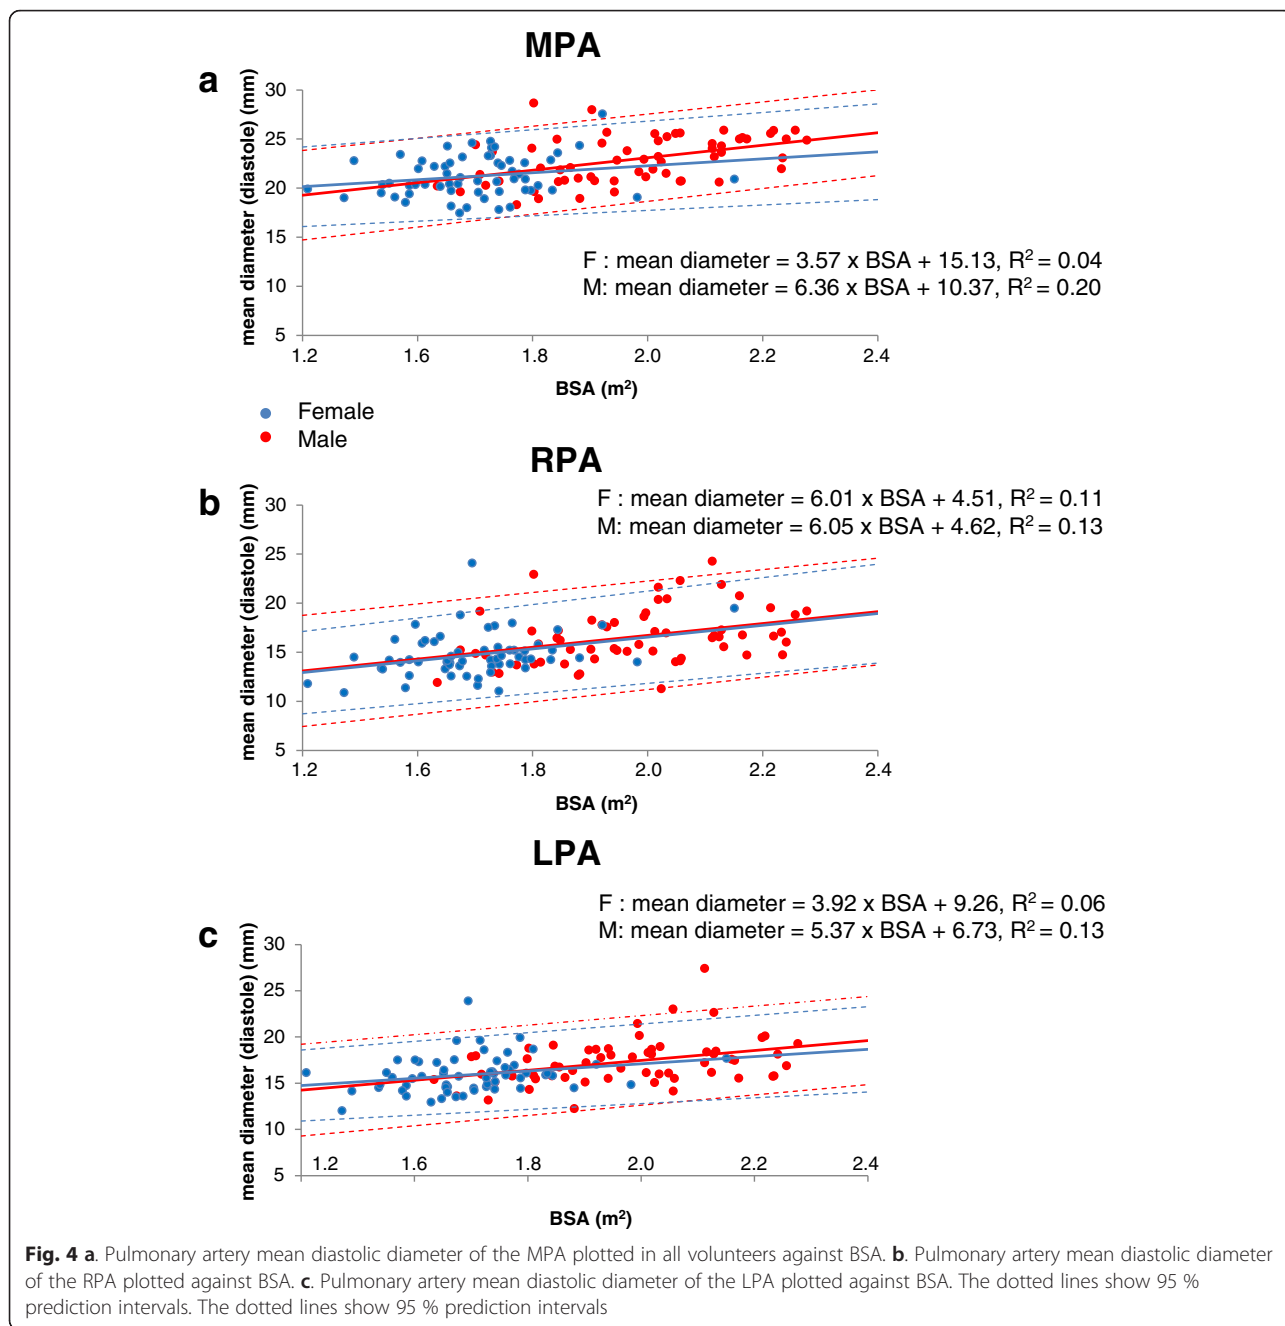 MPA
a
mean diameter (diastole) (mm)
30
25
20
15
10
5
F : mean diameter = 3.57 x BSA + 15.13, R² = 0.04
M: mean diameter = 6.36 x BSA + 10.37, R² = 0.20
1.2 1.6 1.8 2.0 2.2 2.4
BSA (m²)
Female
Male
RPA
b
F : mean diameter = 6.01 x BSA + 4.51, R² = 0.11
M: mean diameter = 6.05 x BSA + 4.62, R² = 0.13
mean diameter (diastole) (mm)
30
25
20
15
10
5
1.2 1.6 1.8 2.0 2.2 2.4
BSA (m²)
LPA
F : mean diameter = 3.92 x BSA + 9.26, R² = 0.06
M: mean diameter = 5.37 x BSA + 6.73, R² = 0.13
c
mean diameter (diastole) (mm)
30
25
20
15
10
5
1.2 1.6 1.8 2.0 2.2 2.4
BSA (m²)
Fig. 4 a. Pulmonary artery mean diastolic diameter of the MPA plotted in all volunteers against BSA. b. Pulmonary artery mean diastolic diameter
of the RPA plotted against BSA. c. Pulmonary artery mean diastolic diameter of the LPA plotted against BSA. The dotted lines show 95 %
prediction intervals. The dotted lines show 95 % prediction intervals